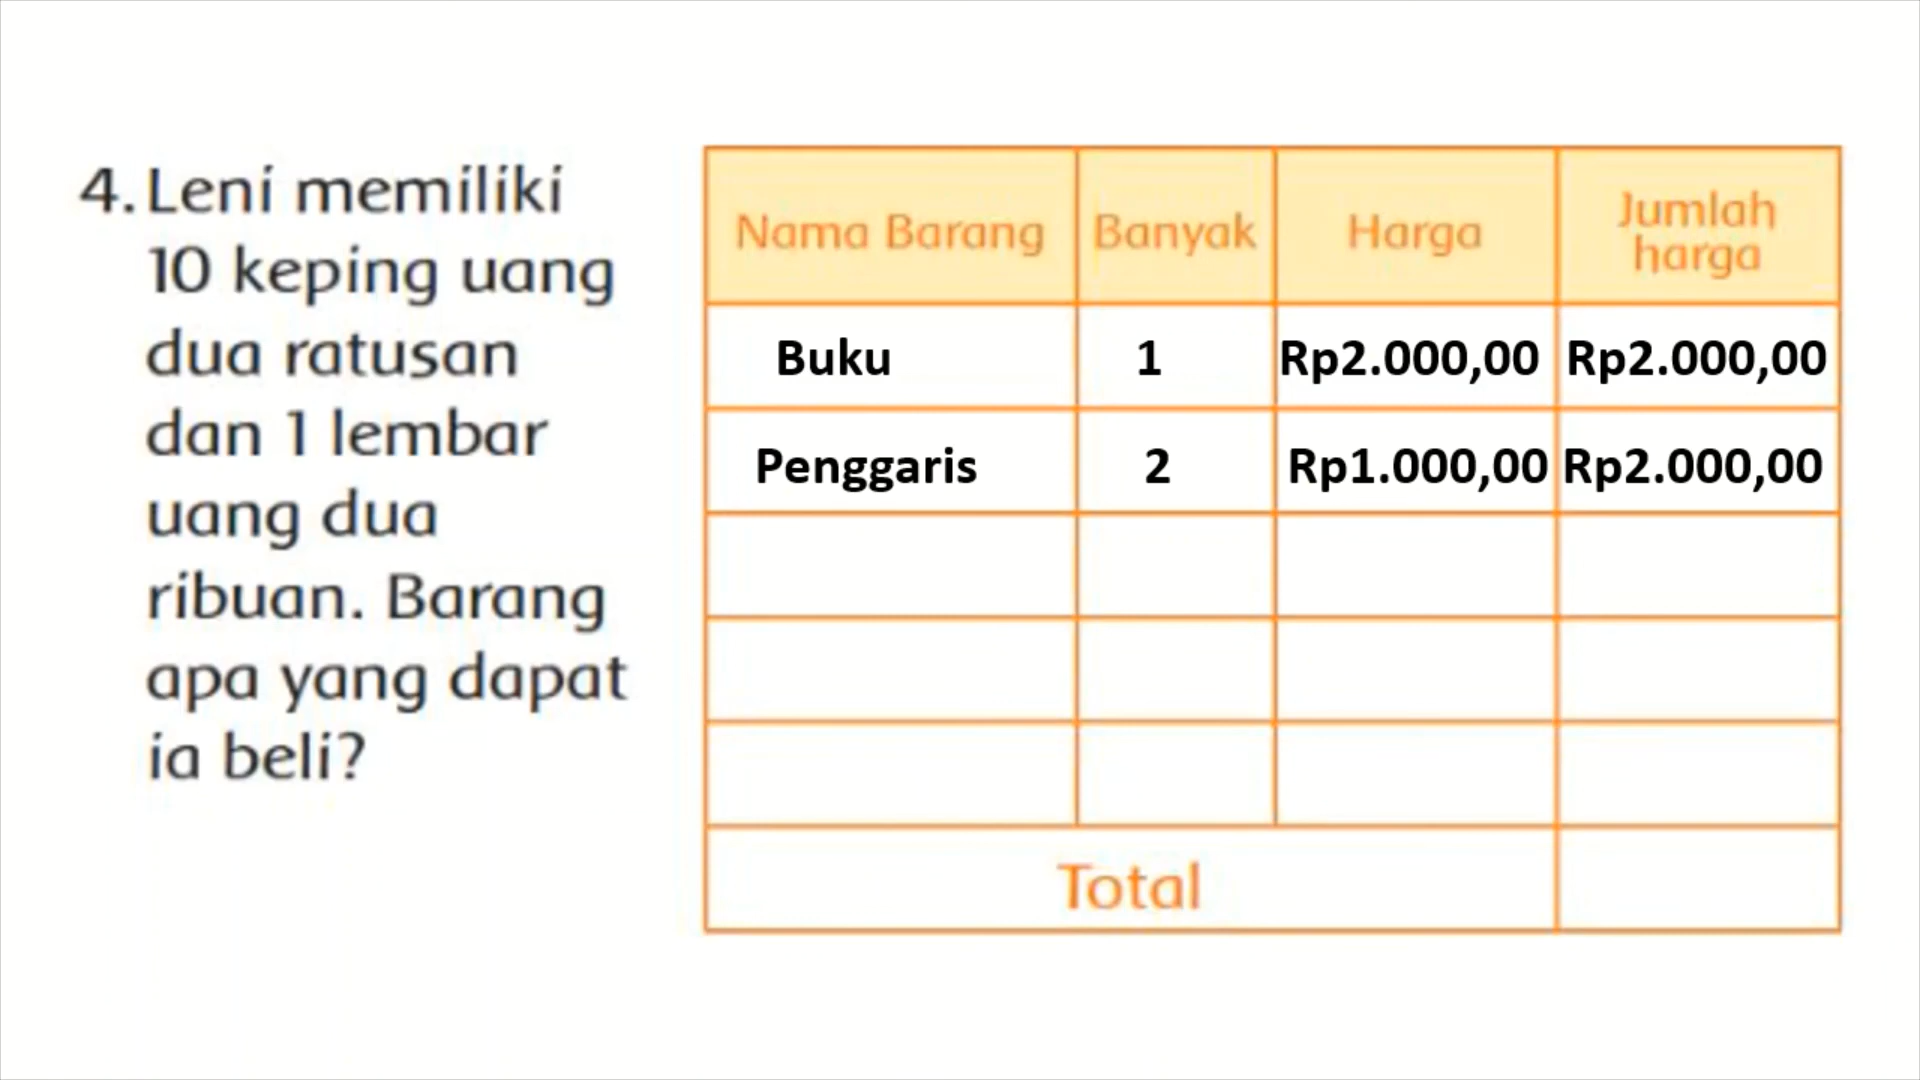 4. Leni memiliki
10 keping uang
dua ratusan
dan 1 lembar
uang dua
ribuan. Barang
apa yang dapat
ia beli?
Nama Barang Banyak Harga Jumlah harga
Buku 1 Rp2.000,00 Rp2.000,00
Penggaris 2 Rp1.000,00 Rp2.000,00
Total